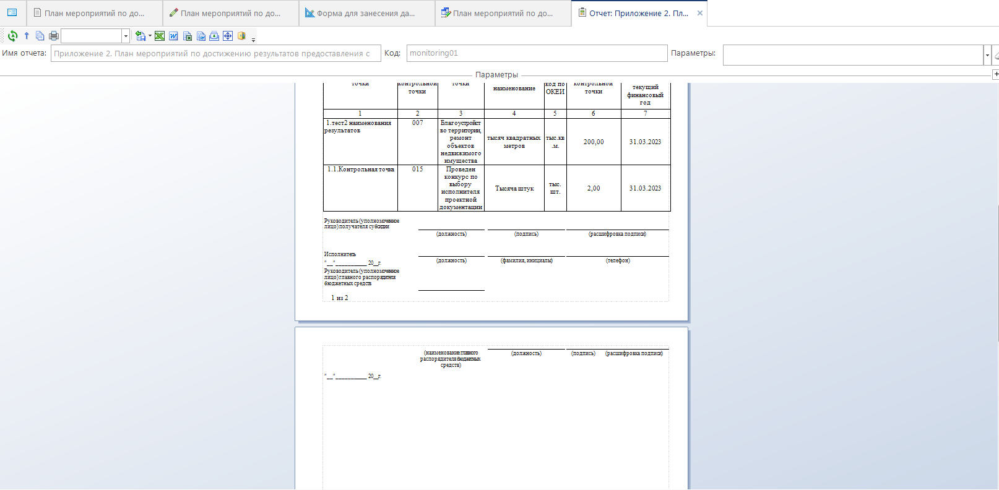 План мероприятий по до...
План мероприятий по до...
Форма для занесения да...
План мероприятий по до...
Отчет: Приложение 2. Пл...
Имя отчета: Приложение 2. План мероприятий по достижению результатов предоставления с Код: monitoring01 Параметры:
Параметры
точки
контрольной
точки
точки
наименование
код по
ОКЕИ
контрольной
точки
текущий
финансовый
год
1 2 3 4 5 6 7
1.тест2 наименования
результатов
007
Благоустройст
во территории,
ремонт
объектов
недвижимого
имущества
тысяч квадратных
метров
тыс.кв
.м.
200,00
31.03.2023
1.1.Контрольная точка
015
Проведен
конкурс по
выбору
исполнителя
проектной
документации
Тысяча штук
тыс.
шт.
2,00
31.03.2023
Руководитель (уполномоченное
лицо) получателя субсидии
(должность) (подпись) (расшифровка подписи)
Исполнитель
(должность) (фамилия, инициалы) (телефон)
"__"__________ 20__г.
Руководитель (уполномоченное
лицо) главного распорядителя
бюджетных средств
1 из 2
(наименование главного
распорядителя бюджетных
средств)
(должность) (подпись) (расшифровка подписи)
"__"__________ 20__г.